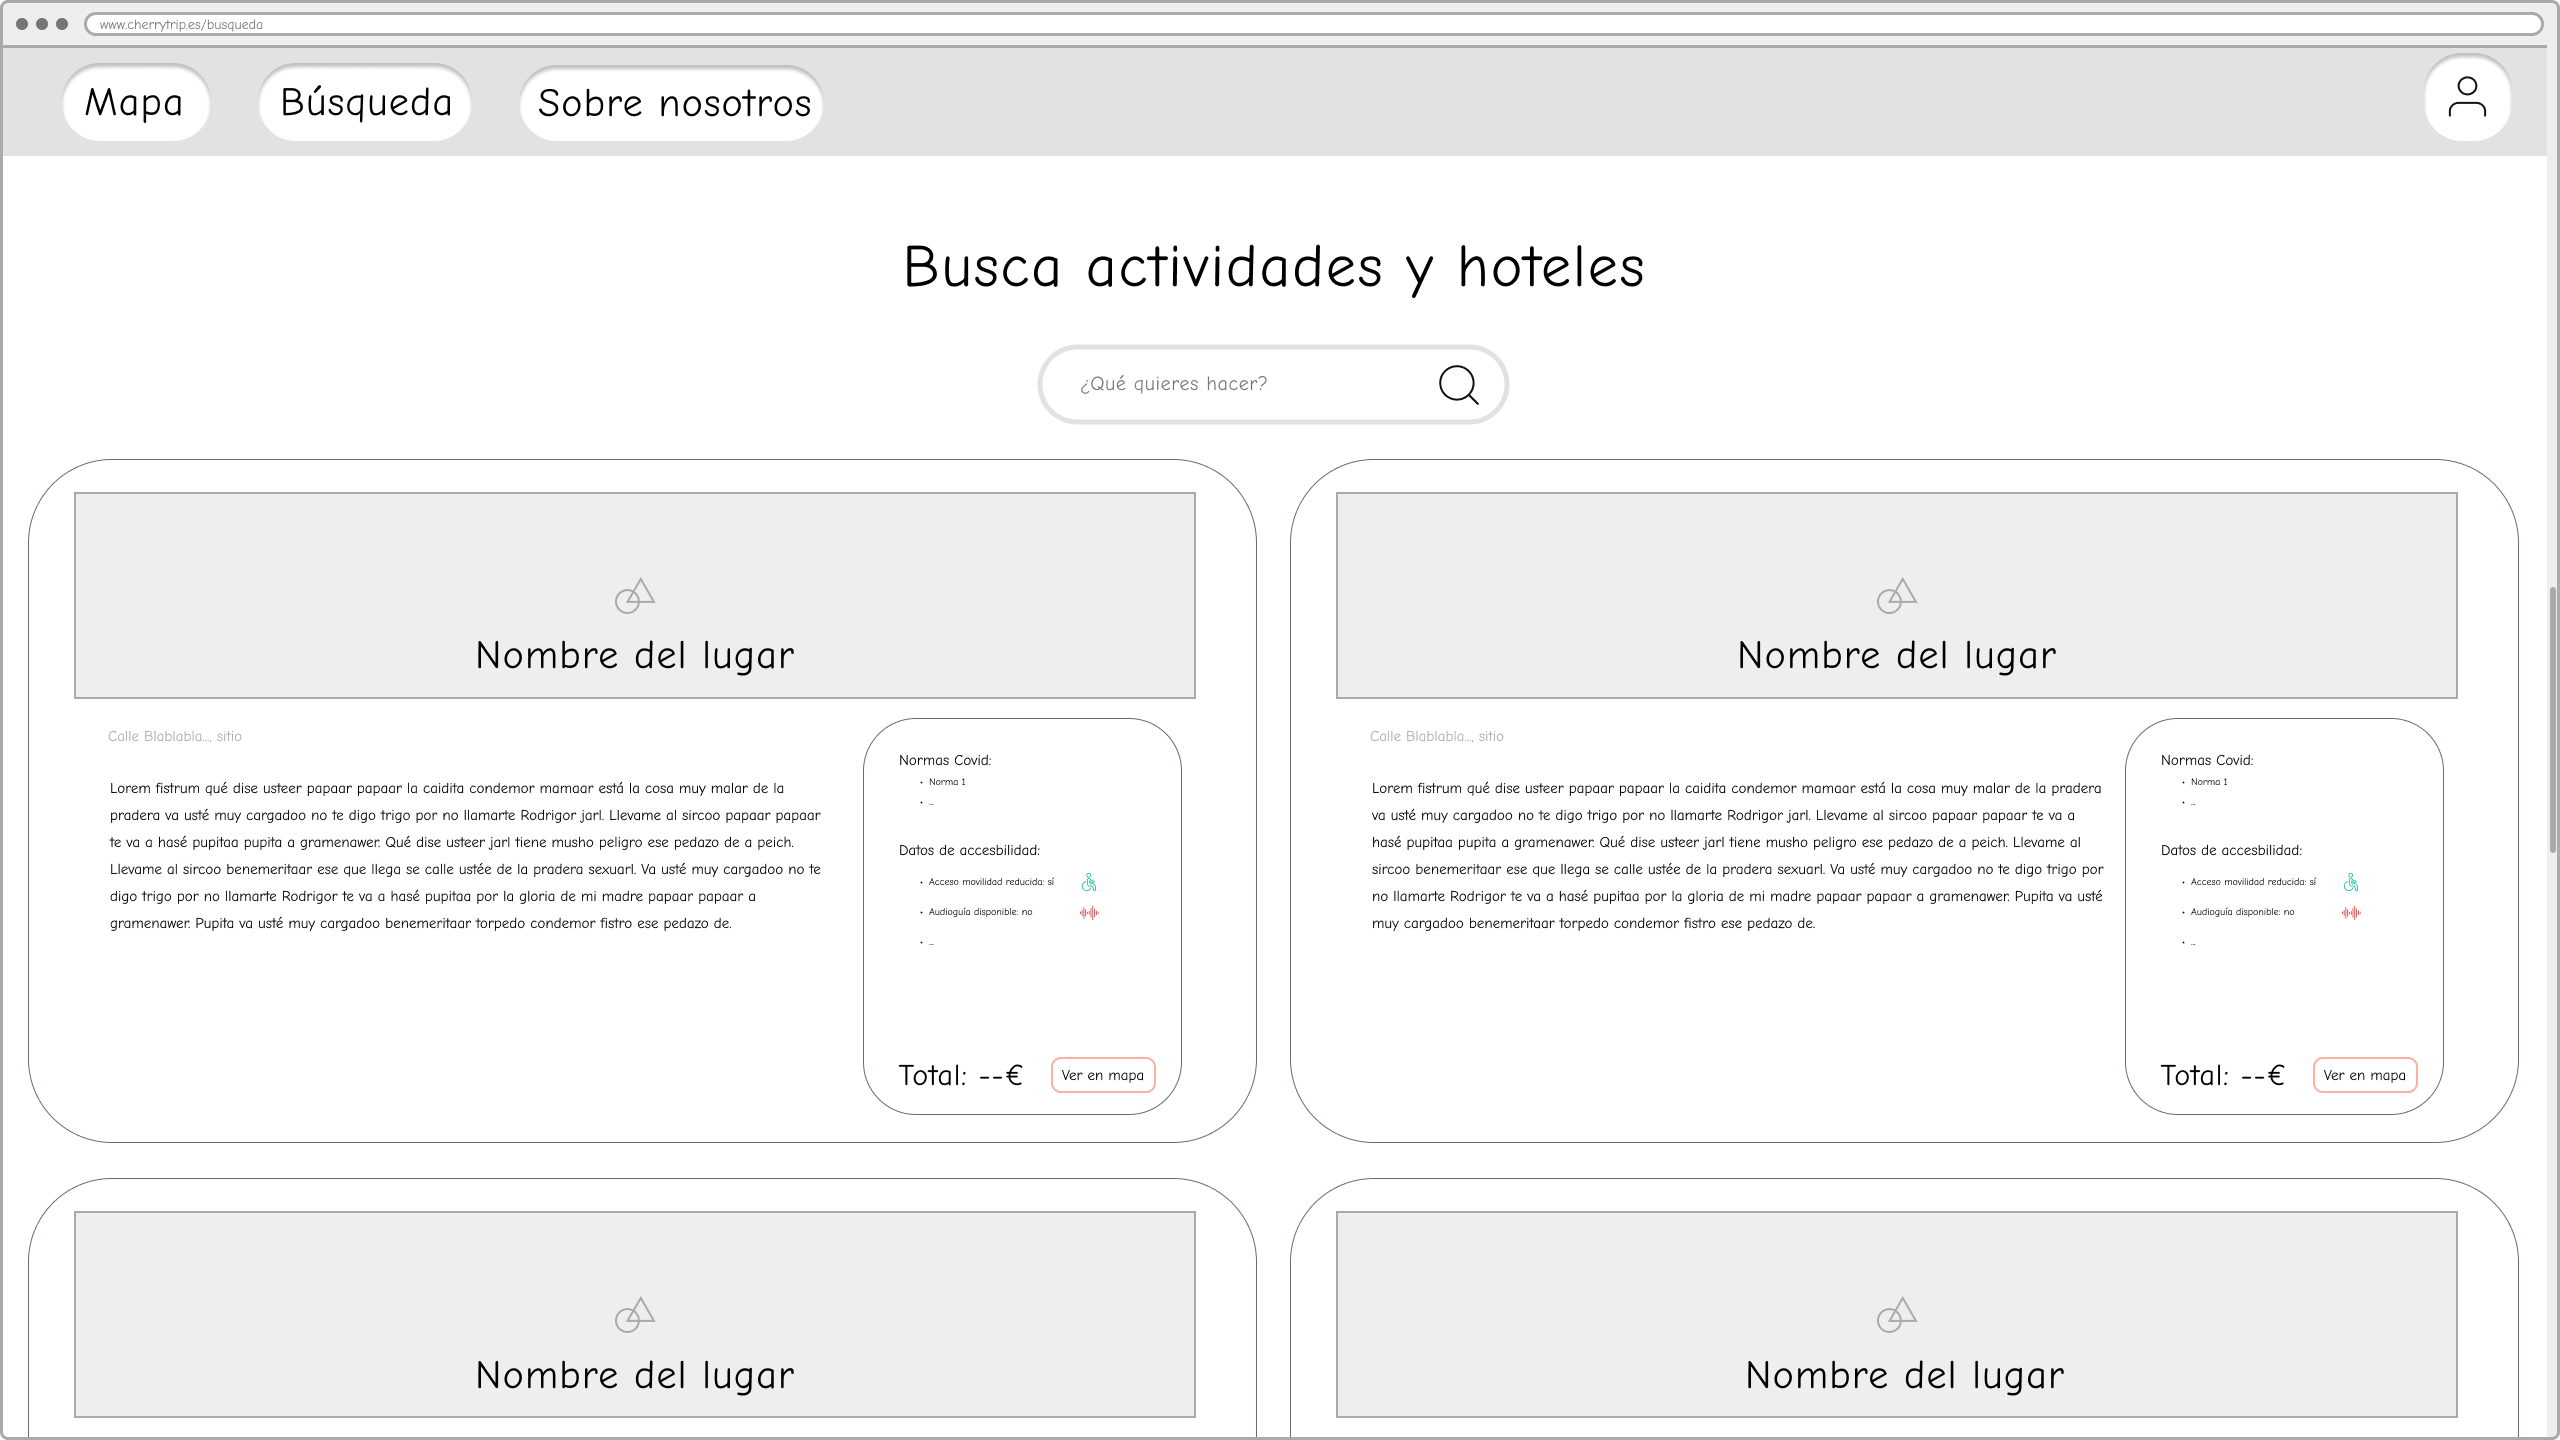 www.cherrytrip.es/busqueda
Mapa
Búsqueda
Sobre nosotros
Busca actividades y hoteles
¿Qué quieres hacer?
Nombre del lugar
Calle Blablabla..., sitio
Lorem fistrum qué dise usteer papaar papaar la caidita condemor mamaar está la cosa muy malar de la
pradera va usté muy cargadoo no te digo trigo por no llamarte Rodrigor jarl. Llevame al sircoo papaar papaar
te va a hasé pupitaa pupita a gramenawer. Qué dise usteer jarl tiene musho peligro ese pedazo de a peich.
Llevame al sircoo benemeritaar ese que llega se calle ustée de la pradera sexuarl. Va usté muy cargadoo no te
digo trigo por no llamarte Rodrigor te va a hasé pupitaa por la gloria de mi madre papaar papaar a
gramenawer. Pupita va usté muy cargadoo benemeritaar torpedo condemor fistro ese pedazo de.
Normas Covid:
• Norma 1
• ...
Datos de accesbilidad:
• Acceso movilidad reducida: sí
• Audioguía disponible: no
• ...
Total: --€
Ver en mapa
Nombre del lugar
Calle Blablabla..., sitio
Lorem fistrum qué dise usteer papaar papaar la caidita condemor mamaar está la cosa muy malar de la pradera
va usté muy cargadoo no te digo trigo por no llamarte Rodrigor jarl. Llevame al sircoo papaar papaar te va a
hasé pupitaa pupita a gramenawer. Qué dise usteer jarl tiene musho peligro ese pedazo de a peich. Llevame al
sircoo benemeritaar ese que llega se calle ustée de la pradera sexuarl. Va usté muy cargadoo no te digo trigo por
no llamarte Rodrigor te va a hasé pupitaa por la gloria de mi madre papaar papaar a gramenawer. Pupita va usté
muy cargadoo benemeritaar torpedo condemor fistro ese pedazo de.
Normas Covid:
• Norma 1
• ...
Datos de accesbilidad:
• Acceso movilidad reducida: sí
• Audioguía disponible: no
• ...
Total: --€
Ver en mapa
Nombre del lugar
Nombre del lugar